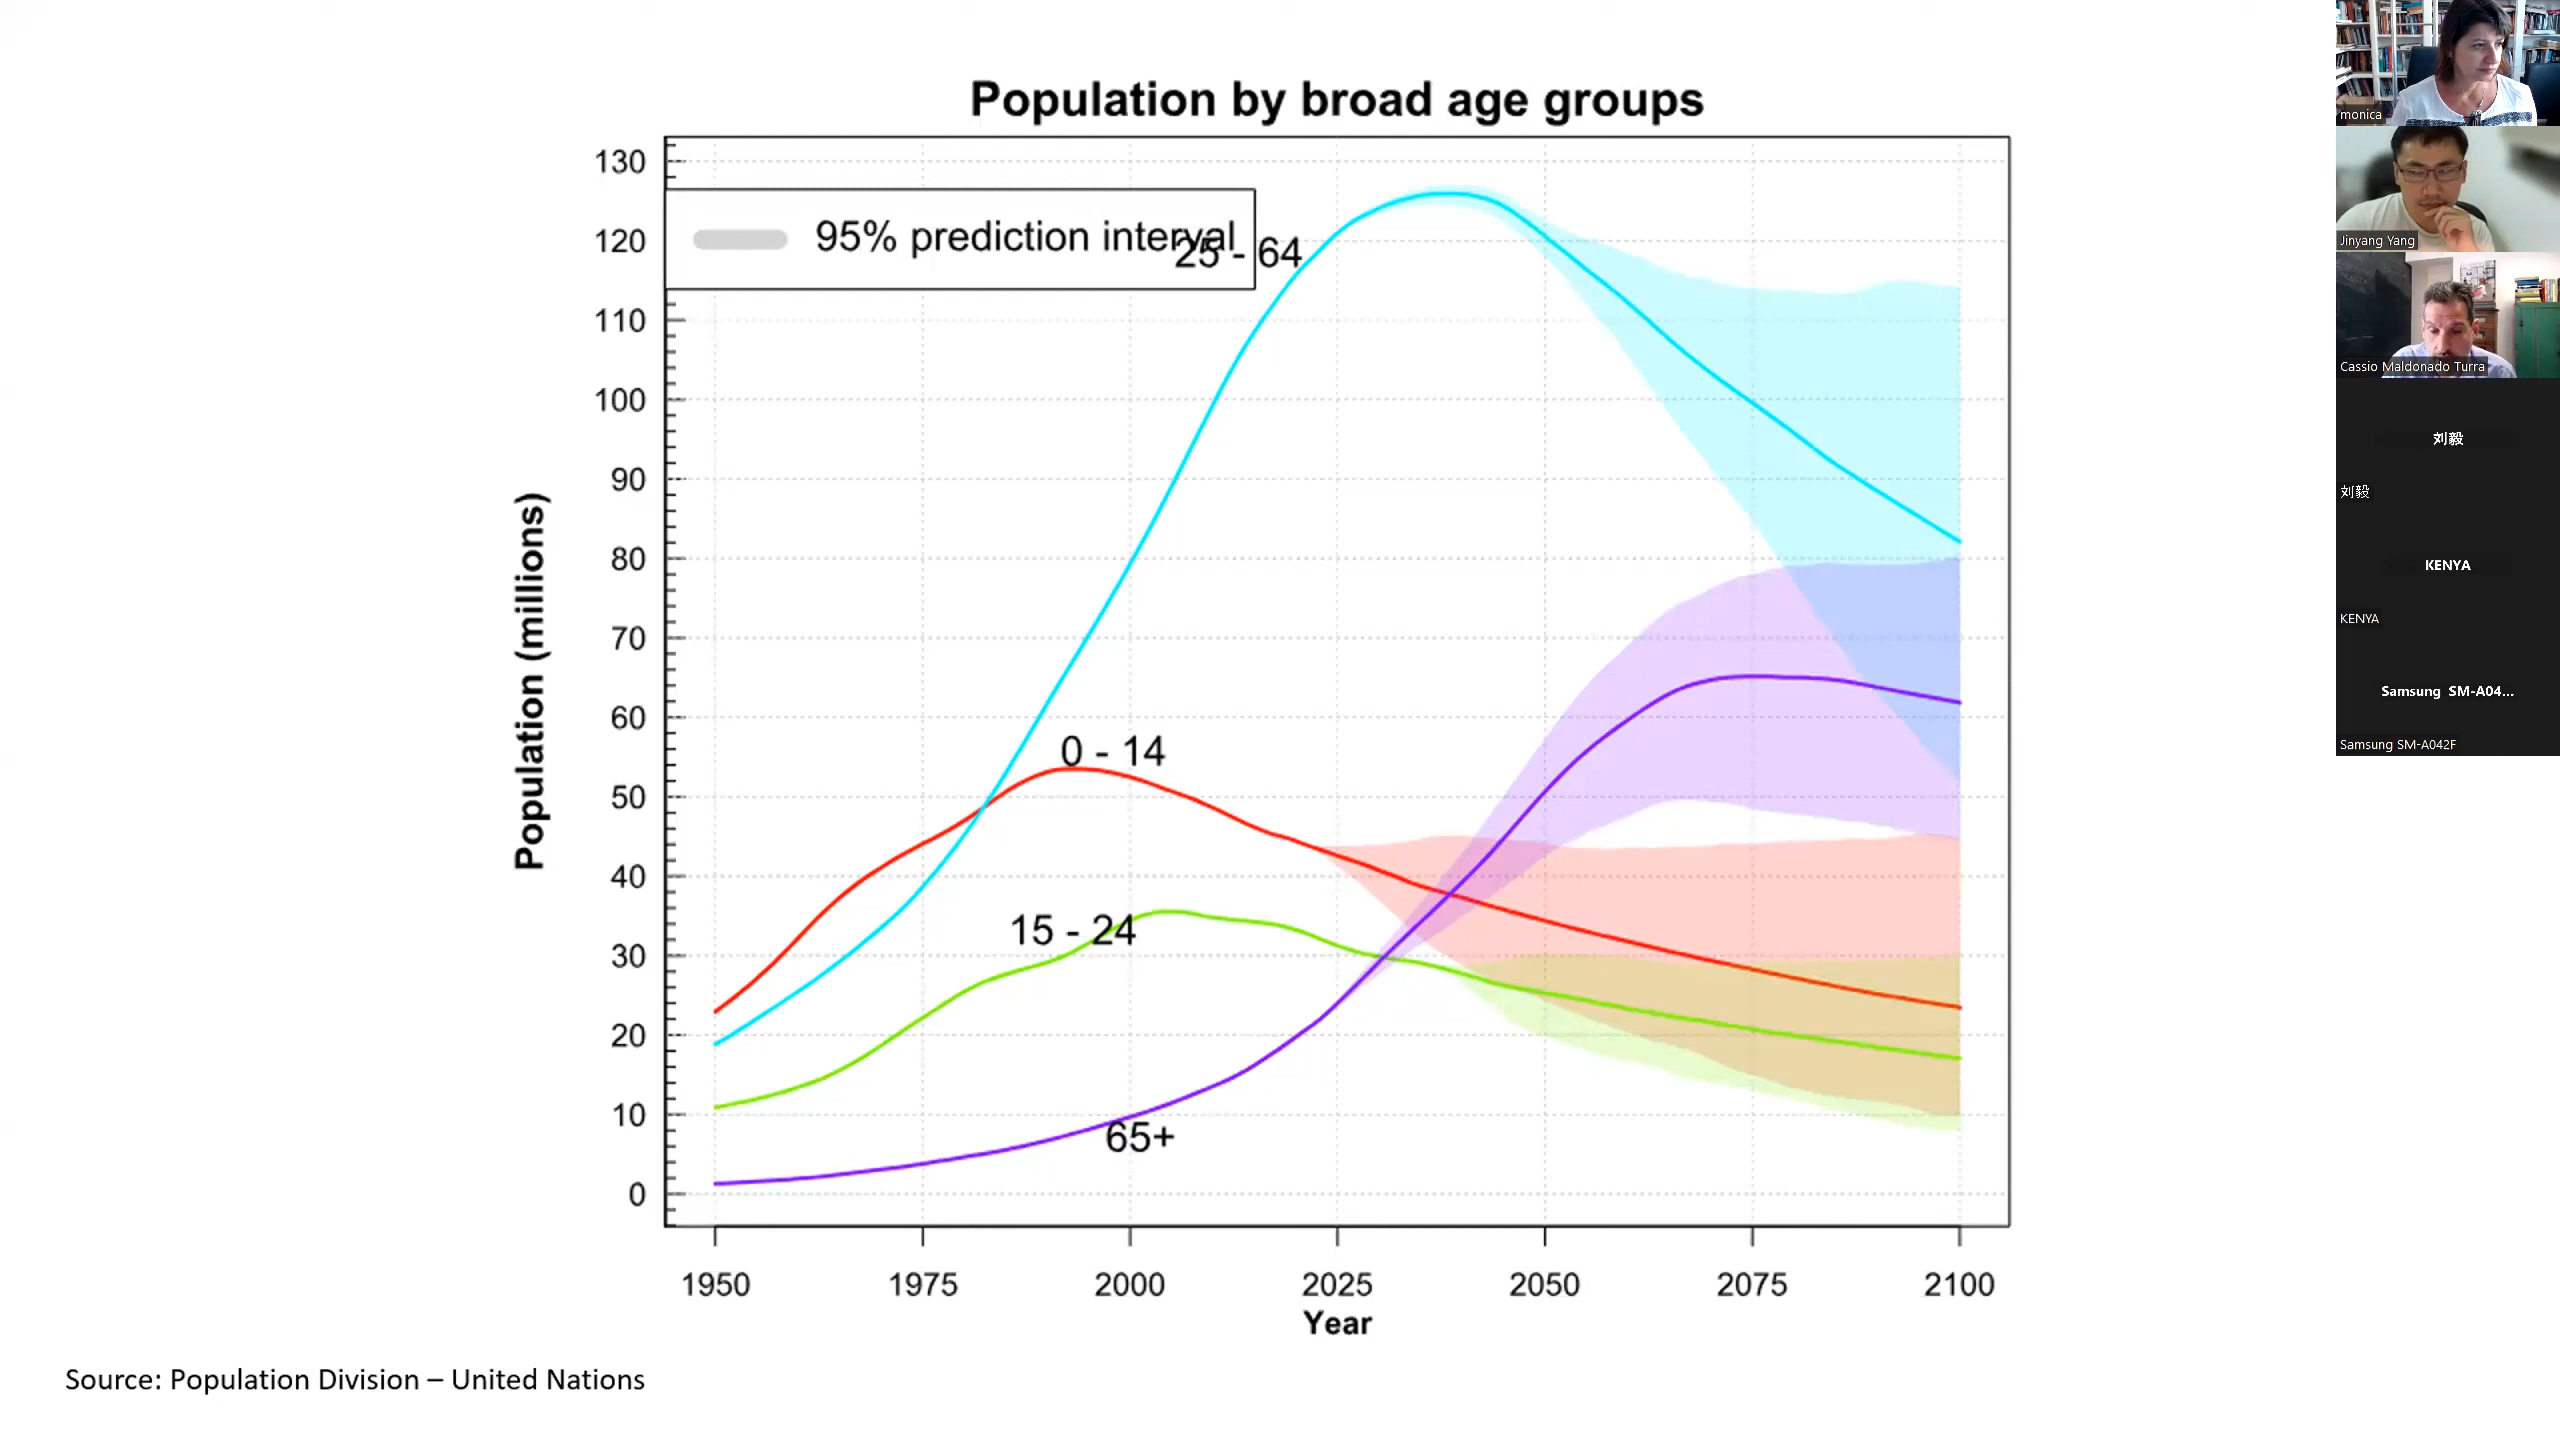 Population by broad age groups
130
120
110
100
90
80
70
60
50
40
30
20
10
0
Population (millions)
95% prediction interval
25 - 64
0 - 14
15 - 24
65+
1950 1975 2000 2025 2050 2075 2100
Year
Source: Population Division – United Nations
monica
Jinyang Yang
Cassio Maldonado Turra
刘毅
刘毅
KENYA
KENYA
Samsung SM-A04...
Samsung SM-A042F